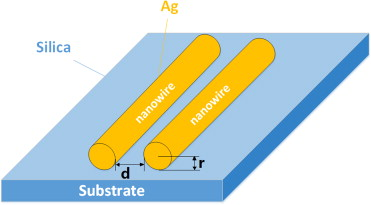 Ag
Silica
nanowire
nanowire
d
r
Substrate